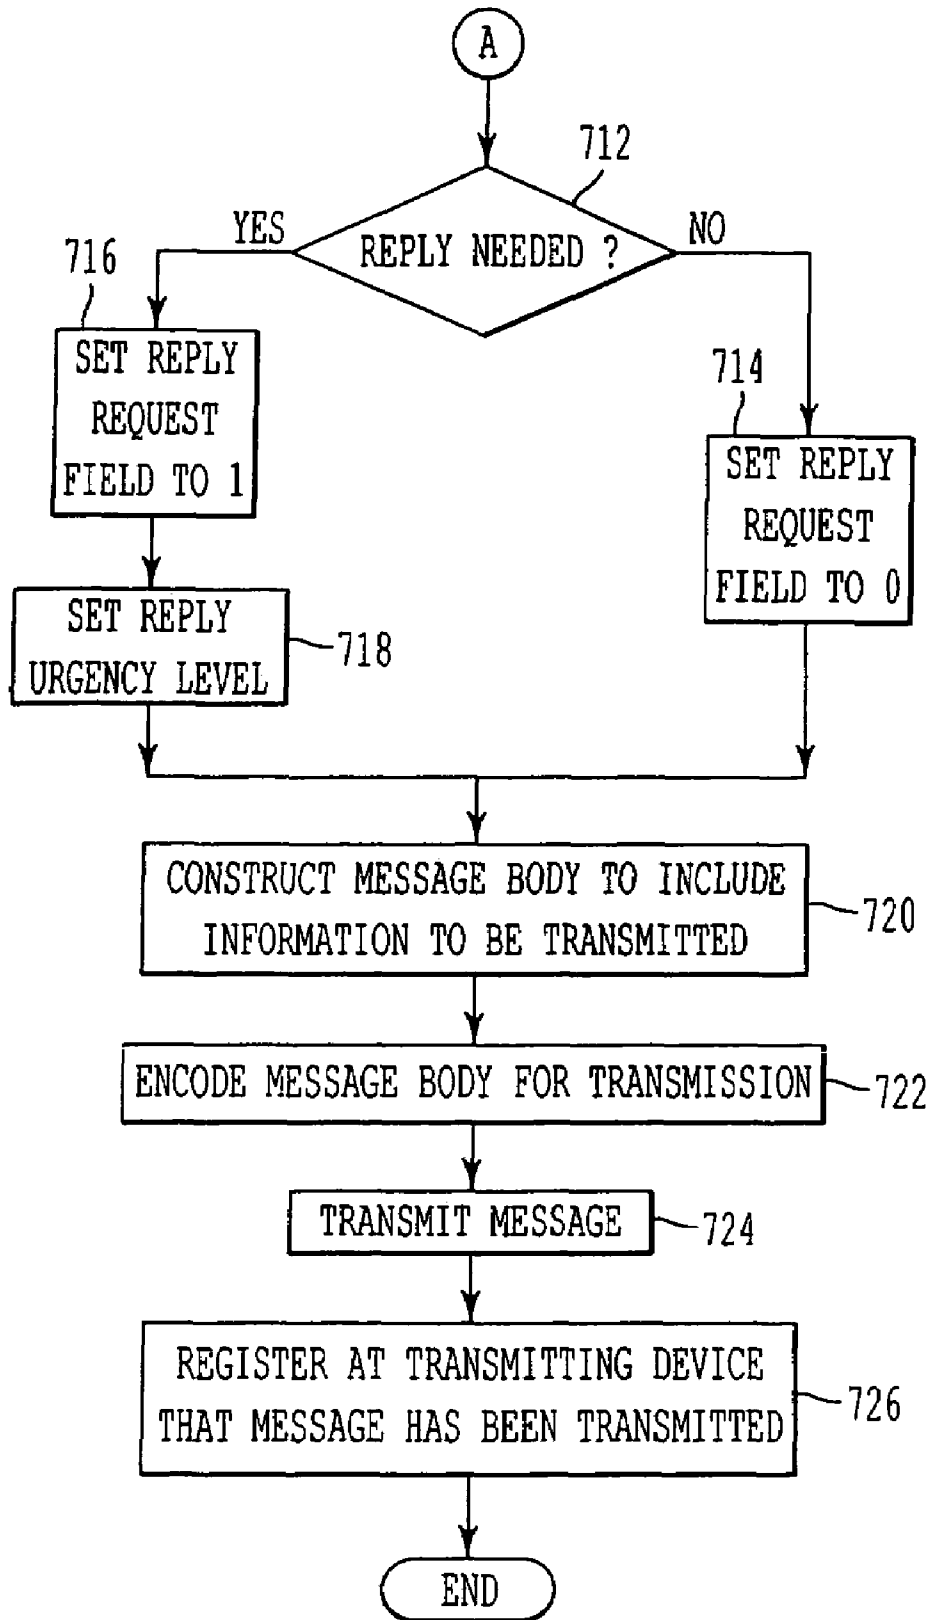 A
712
YES
NO
REPLY NEEDED ?
716
SET REPLY
REQUEST
FIELD TO 1
714
SET REPLY
REQUEST
FIELD TO 0
SET REPLY
URGENCY LEVEL
718
CONSTRUCT MESSAGE BODY TO INCLUDE
INFORMATION TO BE TRANSMITTED
720
ENCODE MESSAGE BODY FOR TRANSMISSION
722
TRANSMIT MESSAGE
724
REGISTER AT TRANSMITTING DEVICE
THAT MESSAGE HAS BEEN TRANSMITTED
726
END